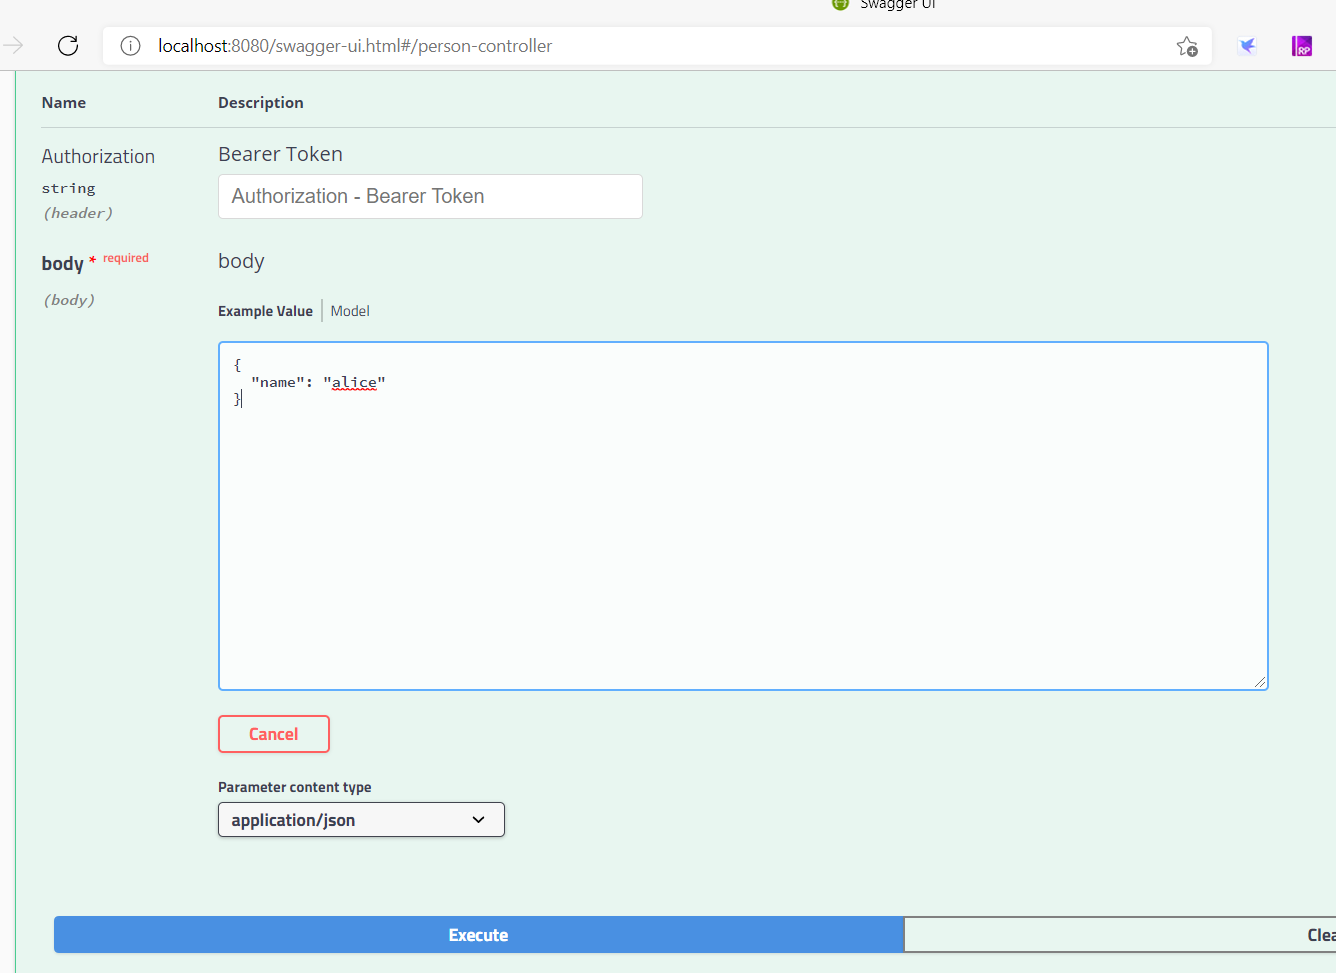 Swagger UI
localhost:8080/swagger-ui.html#/person-controller
RP
Name Description
Authorization Bearer Token
string Authorization - Bearer Token
(header)
body * required body
(body)
Example Value Model
{
"name": "alice"
}
Cancel
Parameter content type
application/json
Execute Clea